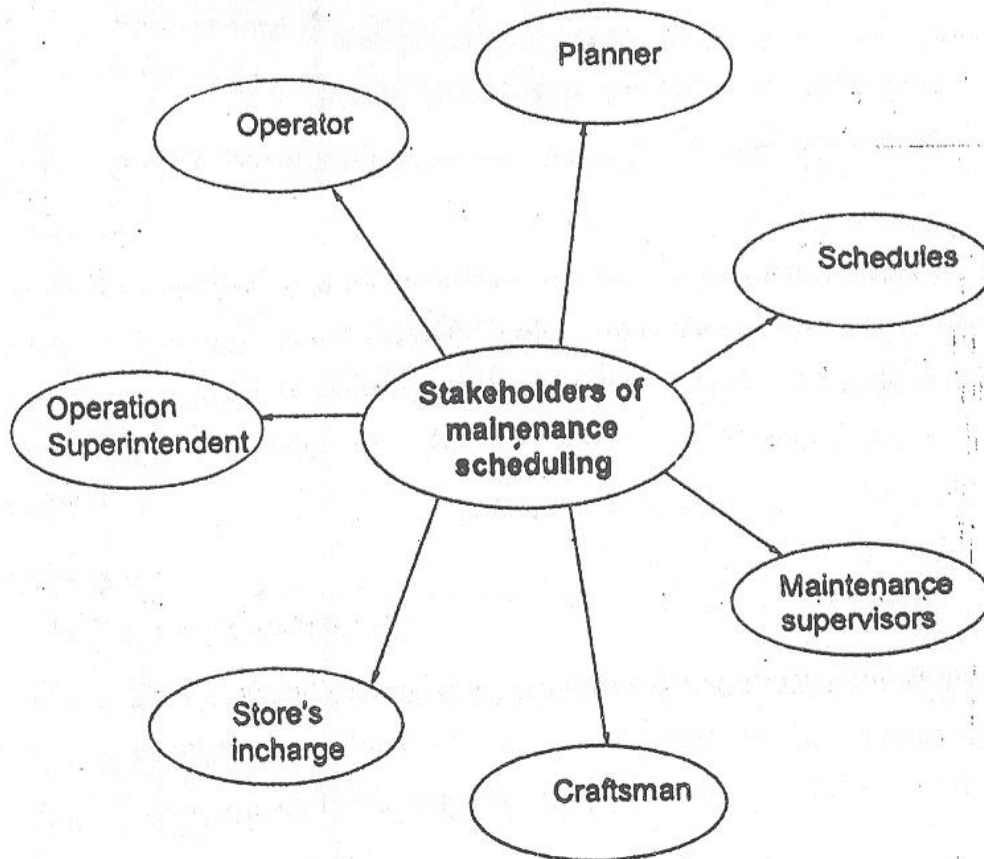 Planner
Operator
Schedules
Stakeholders of
mainenance
scheduling
Operation
Superintendent
Maintenance
supervisors
Store's
incharge
Craftsman